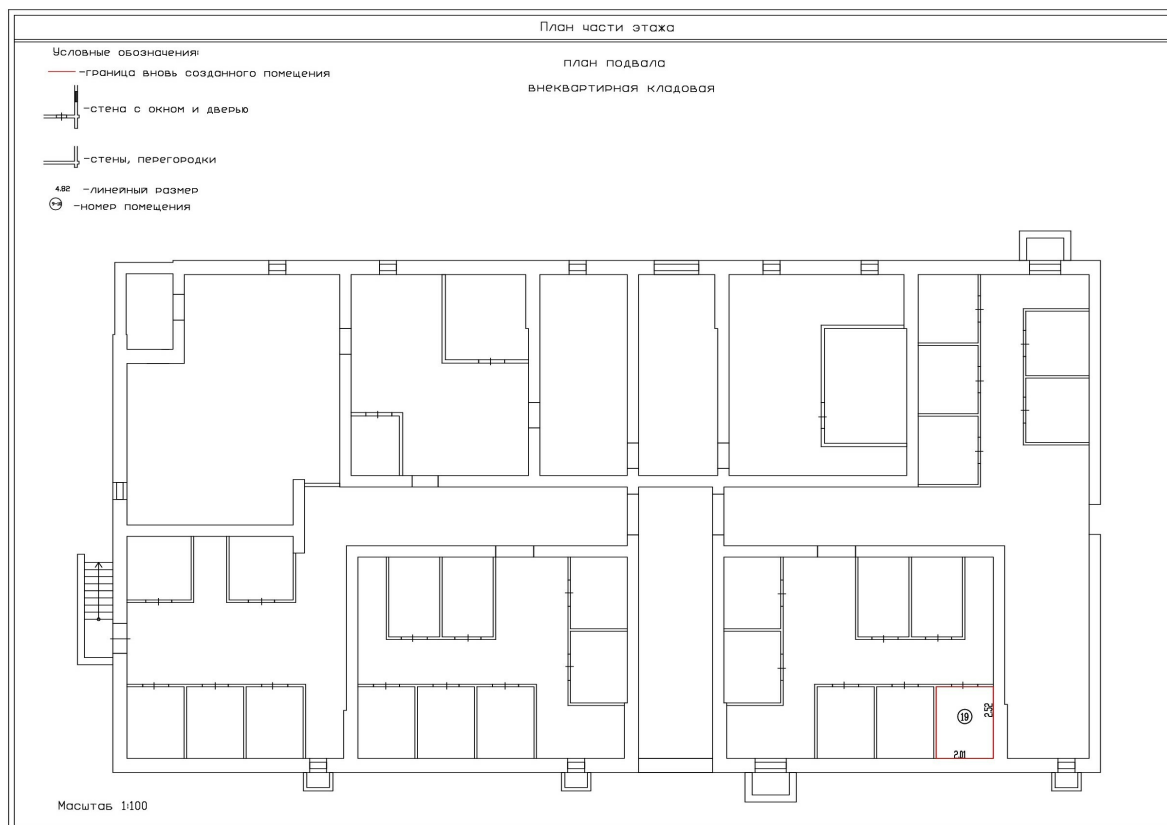 План части этажа
Условные обозначения:
-граница вновь созданного помещения
-стена с окном и дверью
-стены, перегородки
4.82 -линейный размер
-номер помещения
план подвала
внеквартирная кладовая
19
2.52
2.01
Масштаб 1:100